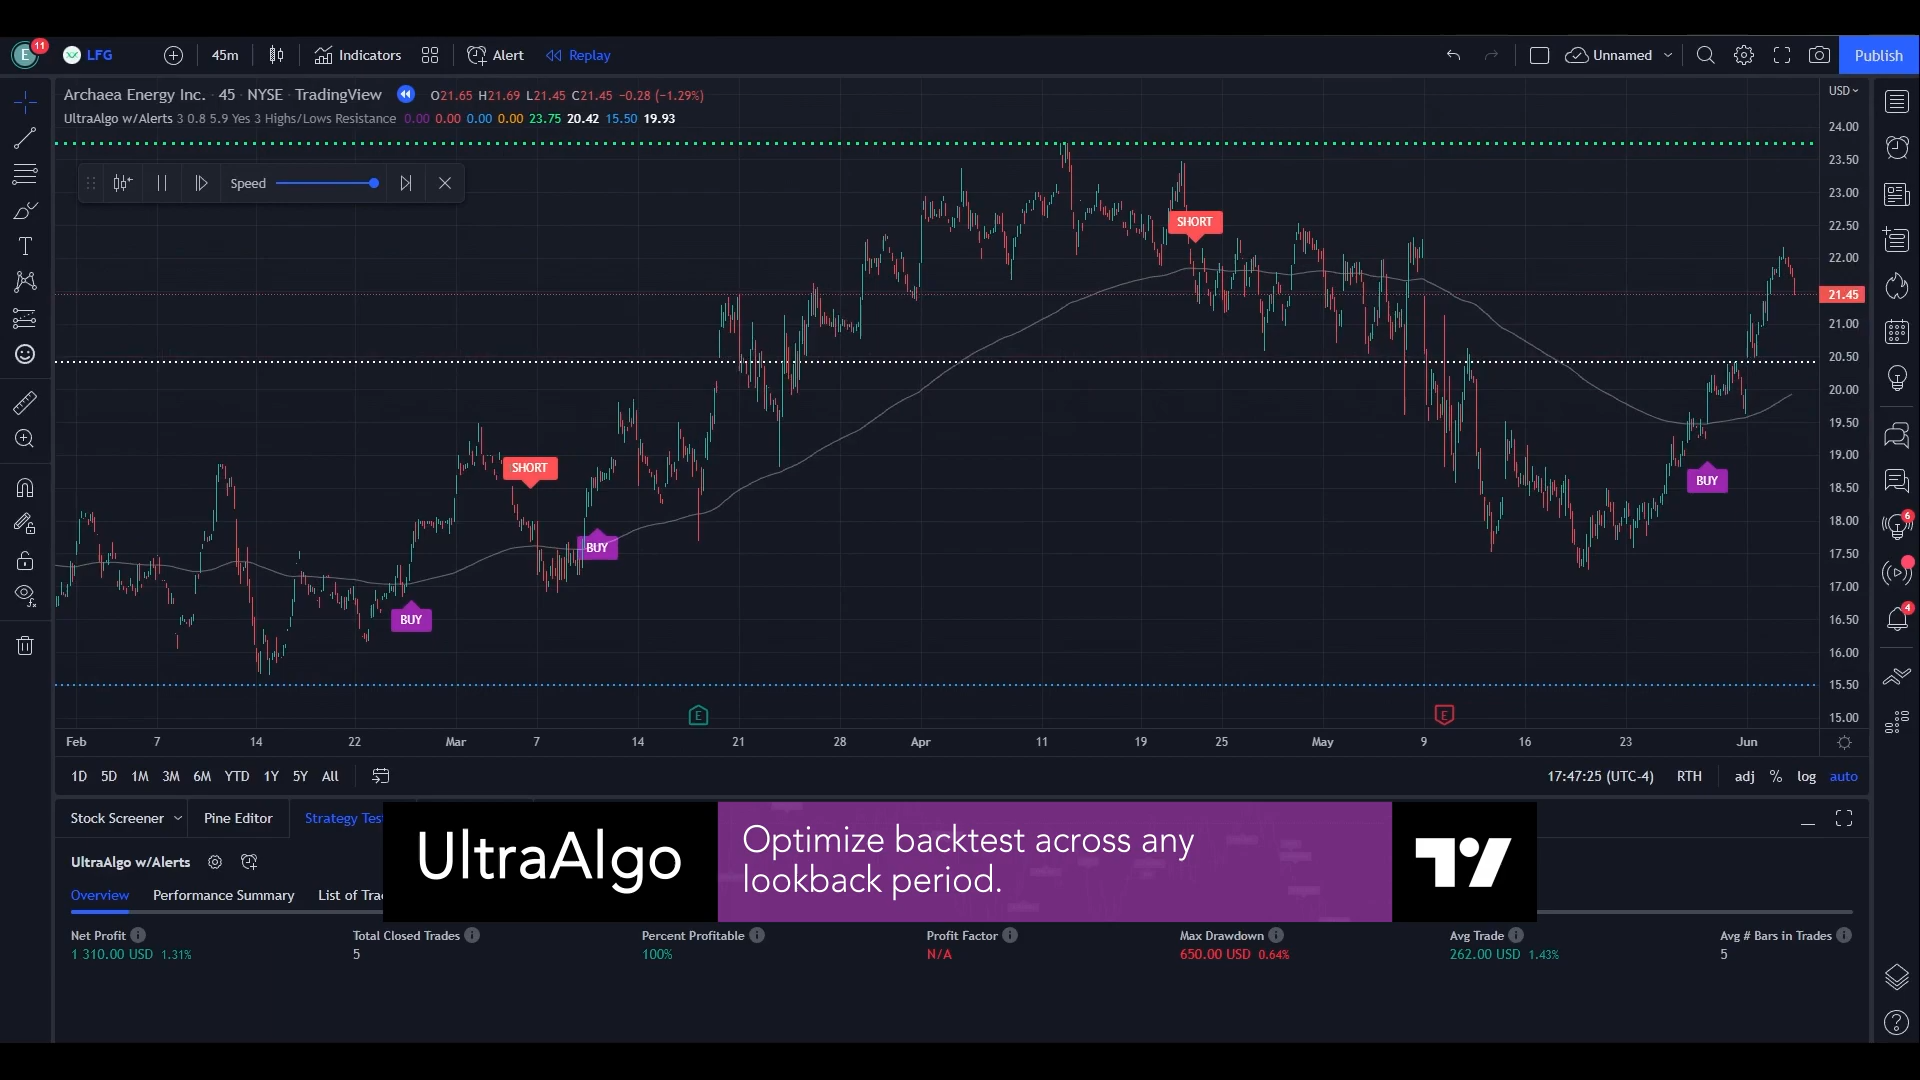 E 11 LFG 45m Indicators Alert Replay Unnamed Publish
Archaea Energy Inc. · 45 · NYSE · TradingView O21.65 H21.69 L21.45 C21.45 −0.28 (−1.29%) USD
UltraAlgo w/Alerts 3 0.8 5.9 Yes 3 Highs/Lows Resistance 0.00 0.00 0.00 0.00 23.75 20.42 15.50 19.93
24.00
23.50
Speed
23.00
SHORT 22.50
22.00
21.45
21.00
20.50
20.00
19.50
19.00
SHORT
BUY
18.50
18.00
6
BUY 17.50
17.00
BUY 16.50
4
16.00
15.50
E E 15.00
Feb 7 14 22 Mar 7 14 21 28 Apr 11 19 25 May 9 16 23 Jun
1D 5D 1M 3M 6M YTD 1Y 5Y All 17:47:25 (UTC-4) RTH adj % log auto
Stock Screener Pine Editor Strategy Tes
UltraAlgo
Optimize backtest across any
lookback period.
UltraAlgo w/Alerts
Overview Performance Summary List of Tra
Net Profit Total Closed Trades Percent Profitable Profit Factor Max Drawdown Avg Trade Avg # Bars in Trades
1 310.00 USD 1.31% 5 100% N/A 650.00 USD 0.64% 262.00 USD 1.43% 5